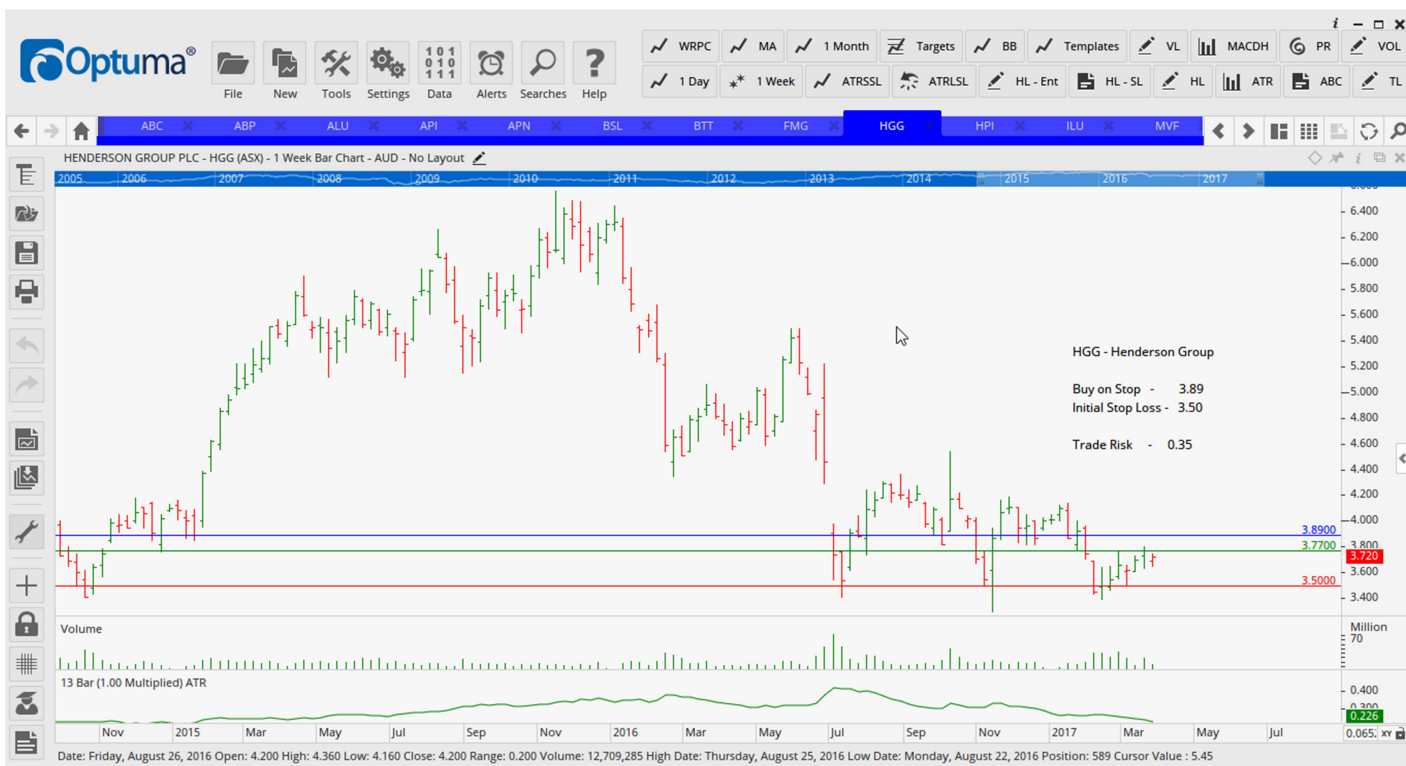 Optuma®
File New Tools Settings Data Alerts Searches Help
WRPC MA 1 Month Targets BB Templates VL MACDH PR VOL
1 Day 1 Week ATRSSL ATRLSL HL - Ent HL - SL HL ATR ABC TL
ABC ABP ALU API APN BSL BTT FMG HGG HPI ILU MVF
HENDERSON GROUP PLC - HGG (ASX) - 1 Week Bar Chart - AUD - No Layout
2005 2006 2007 2008 2009 2010 2011 2012 2013 2014 2015 2016 2017
6.400
6.200
6.000
5.800
5.600
5.400
5.200
5.000
4.800
4.600
4.400
4.200
4.000
3.800
3.720
3.600
3.400
HGG - Henderson Group
Buy on Stop - 3.89
Initial Stop Loss - 3.50
Trade Risk - 0.35
3.8900
3.7700
3.5000
Volume
Million
70
13 Bar (1.00 Multiplied) ATR
0.400
0.226
Nov 2015 Mar May Jul Sep Nov 2016 Mar May Jul Sep Nov 2017 Mar May Jul
XY
Date: Friday, August 26, 2016 Open: 4.200 High: 4.360 Low: 4.160 Close: 4.200 Range: 0.200 Volume: 12,709,285 High Date: Thursday, August 25, 2016 Low Date: Monday, August 22, 2016 Position: 589 Cursor Value : 5.45